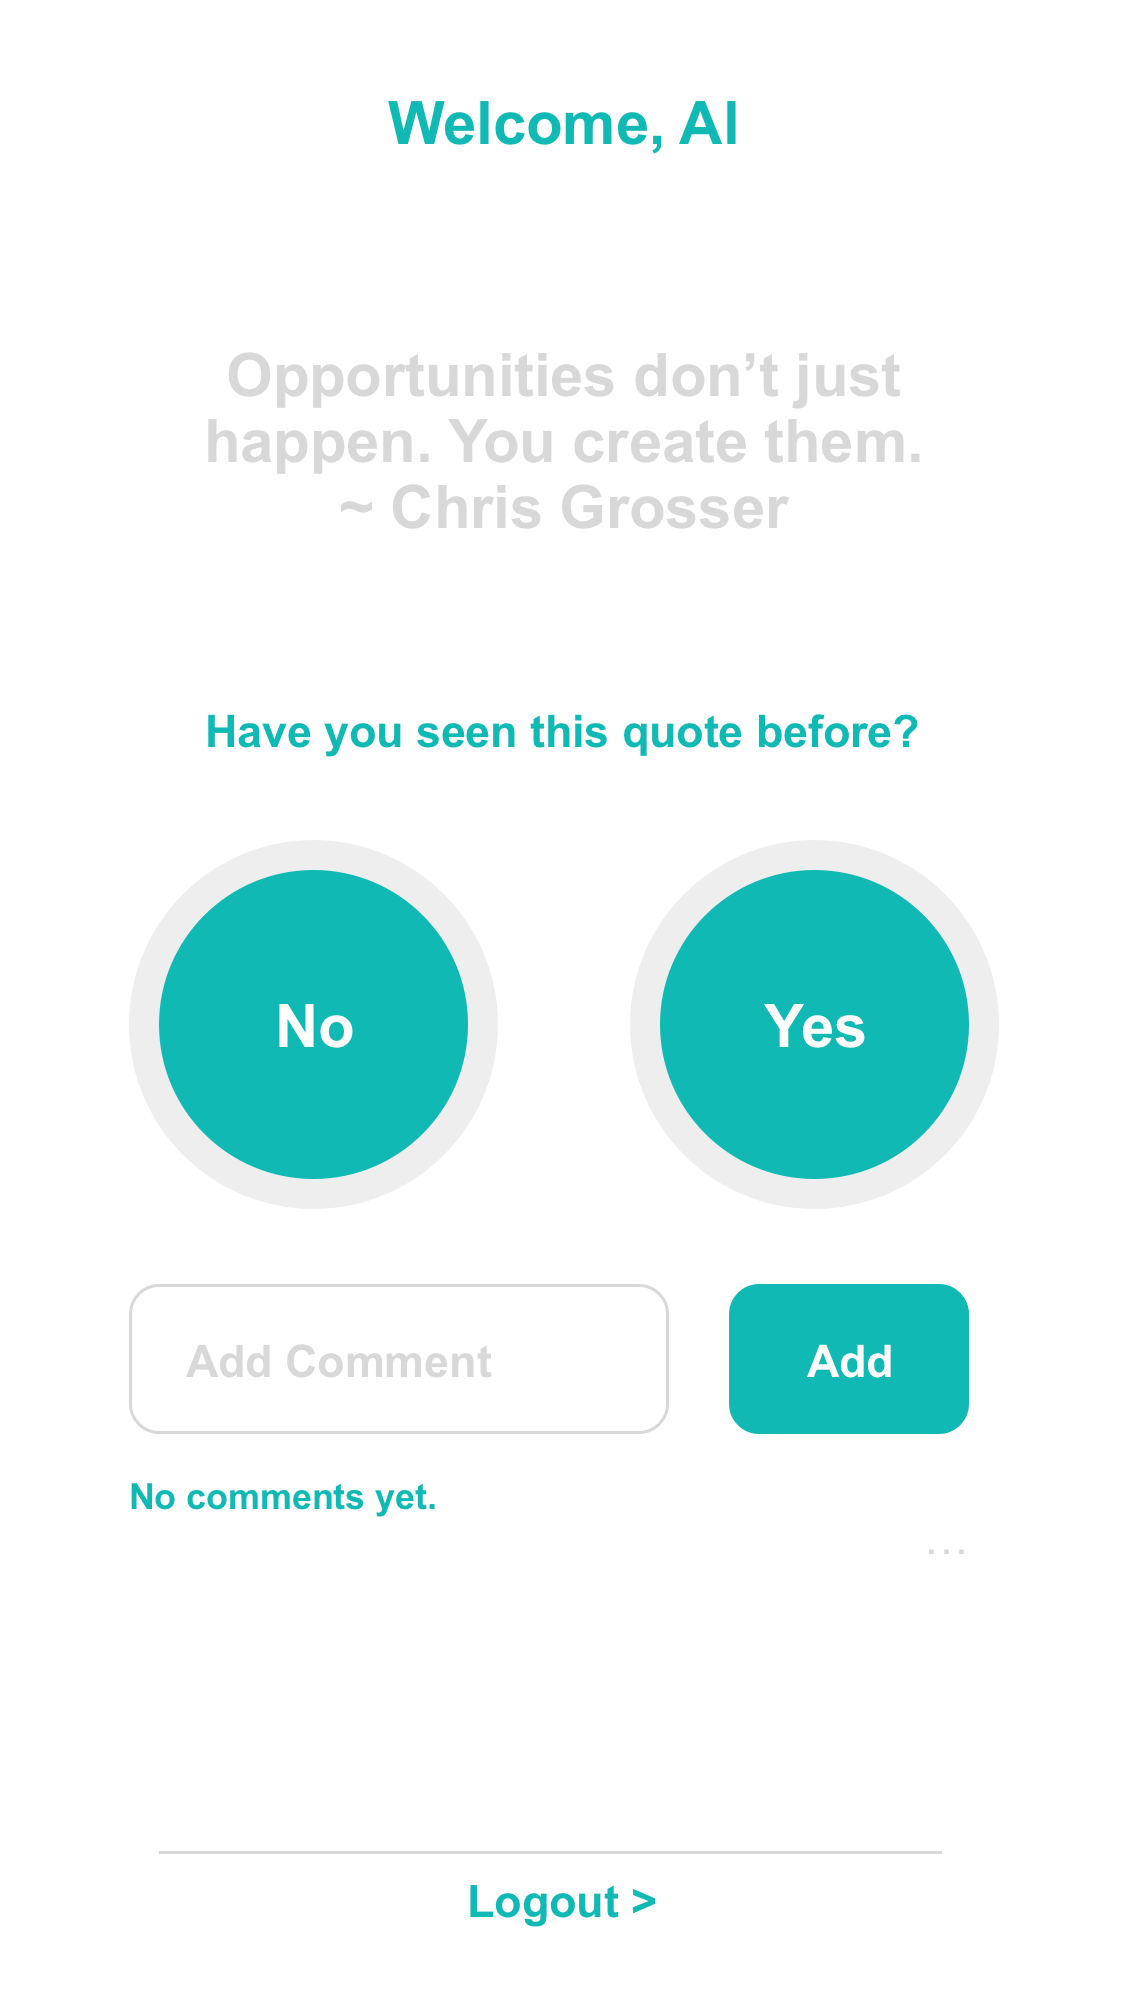 Welcome, Al
Opportunities don’t just
happen. You create them.
~ Chris Grosser
Have you seen this quote before?
No
Yes
Add Comment
Add
No comments yet.
...
Logout >